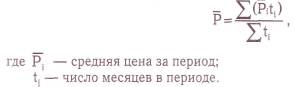 P̅ = ∑(P̅ᵢtᵢ) / ∑tᵢ ,
где P̅ᵢ — средняя цена за период;
tᵢ — число месяцев в периоде.